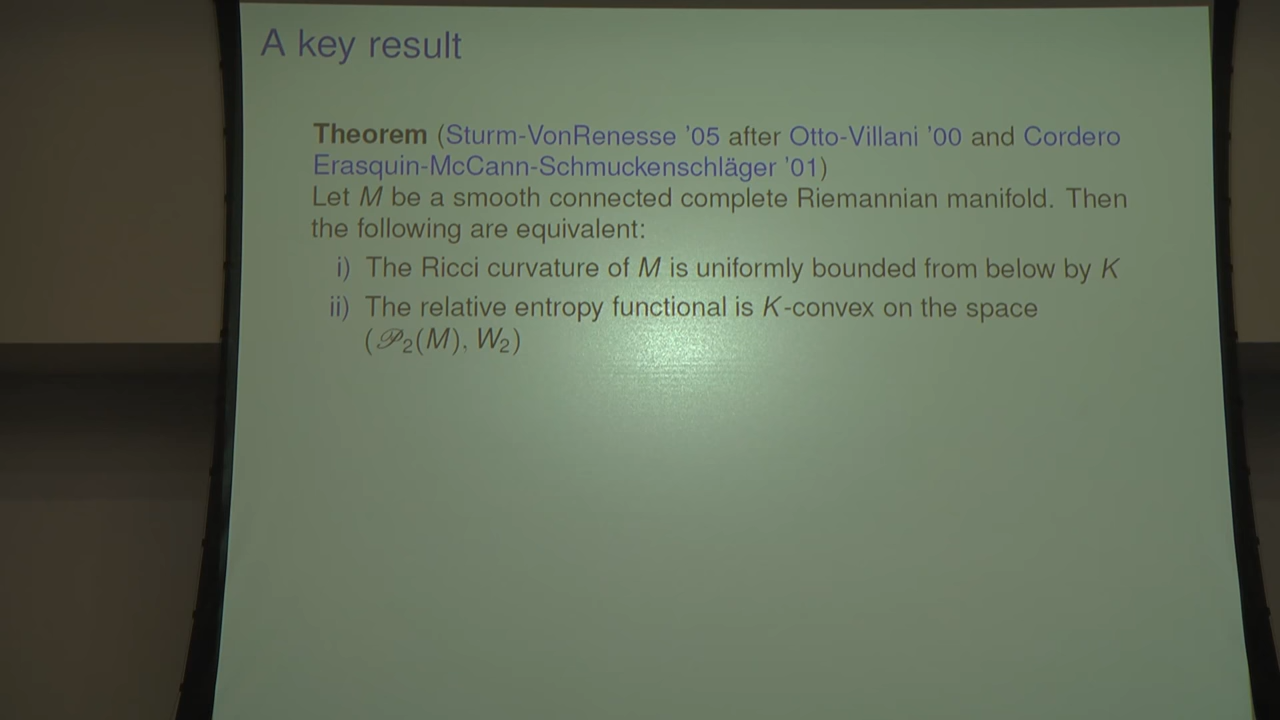 A key result
Theorem (Sturm-VonRenesse '05 after Otto-Villani '00 and Cordero
Erasquin-McCann-Schmuckenschläger '01)
Let M be a smooth connected complete Riemannian manifold. Then
the following are equivalent:
i) The Ricci curvature of M is uniformly bounded from below by K
ii) The relative entropy functional is K-convex on the space
(𝒫₂(M), W₂)